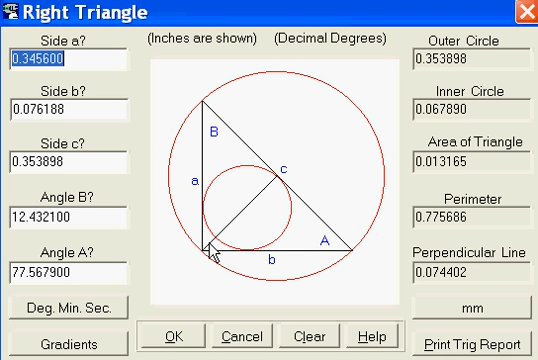 Right Triangle
Side a?
0.345600
Side b?
0.076188
Side c?
0.353898
Angle B?
12.432100
Angle A?
77.567900
Deg. Min. Sec.
Gradients
(Inches are shown) (Decimal Degrees)
B
a
c
A
b
OK Cancel Clear Help
Outer Circle
0.353898
Inner Circle
0.067890
Area of Triangle
0.013165
Perimeter
0.775686
Perpendicular Line
0.074402
mm
Print Trig Report